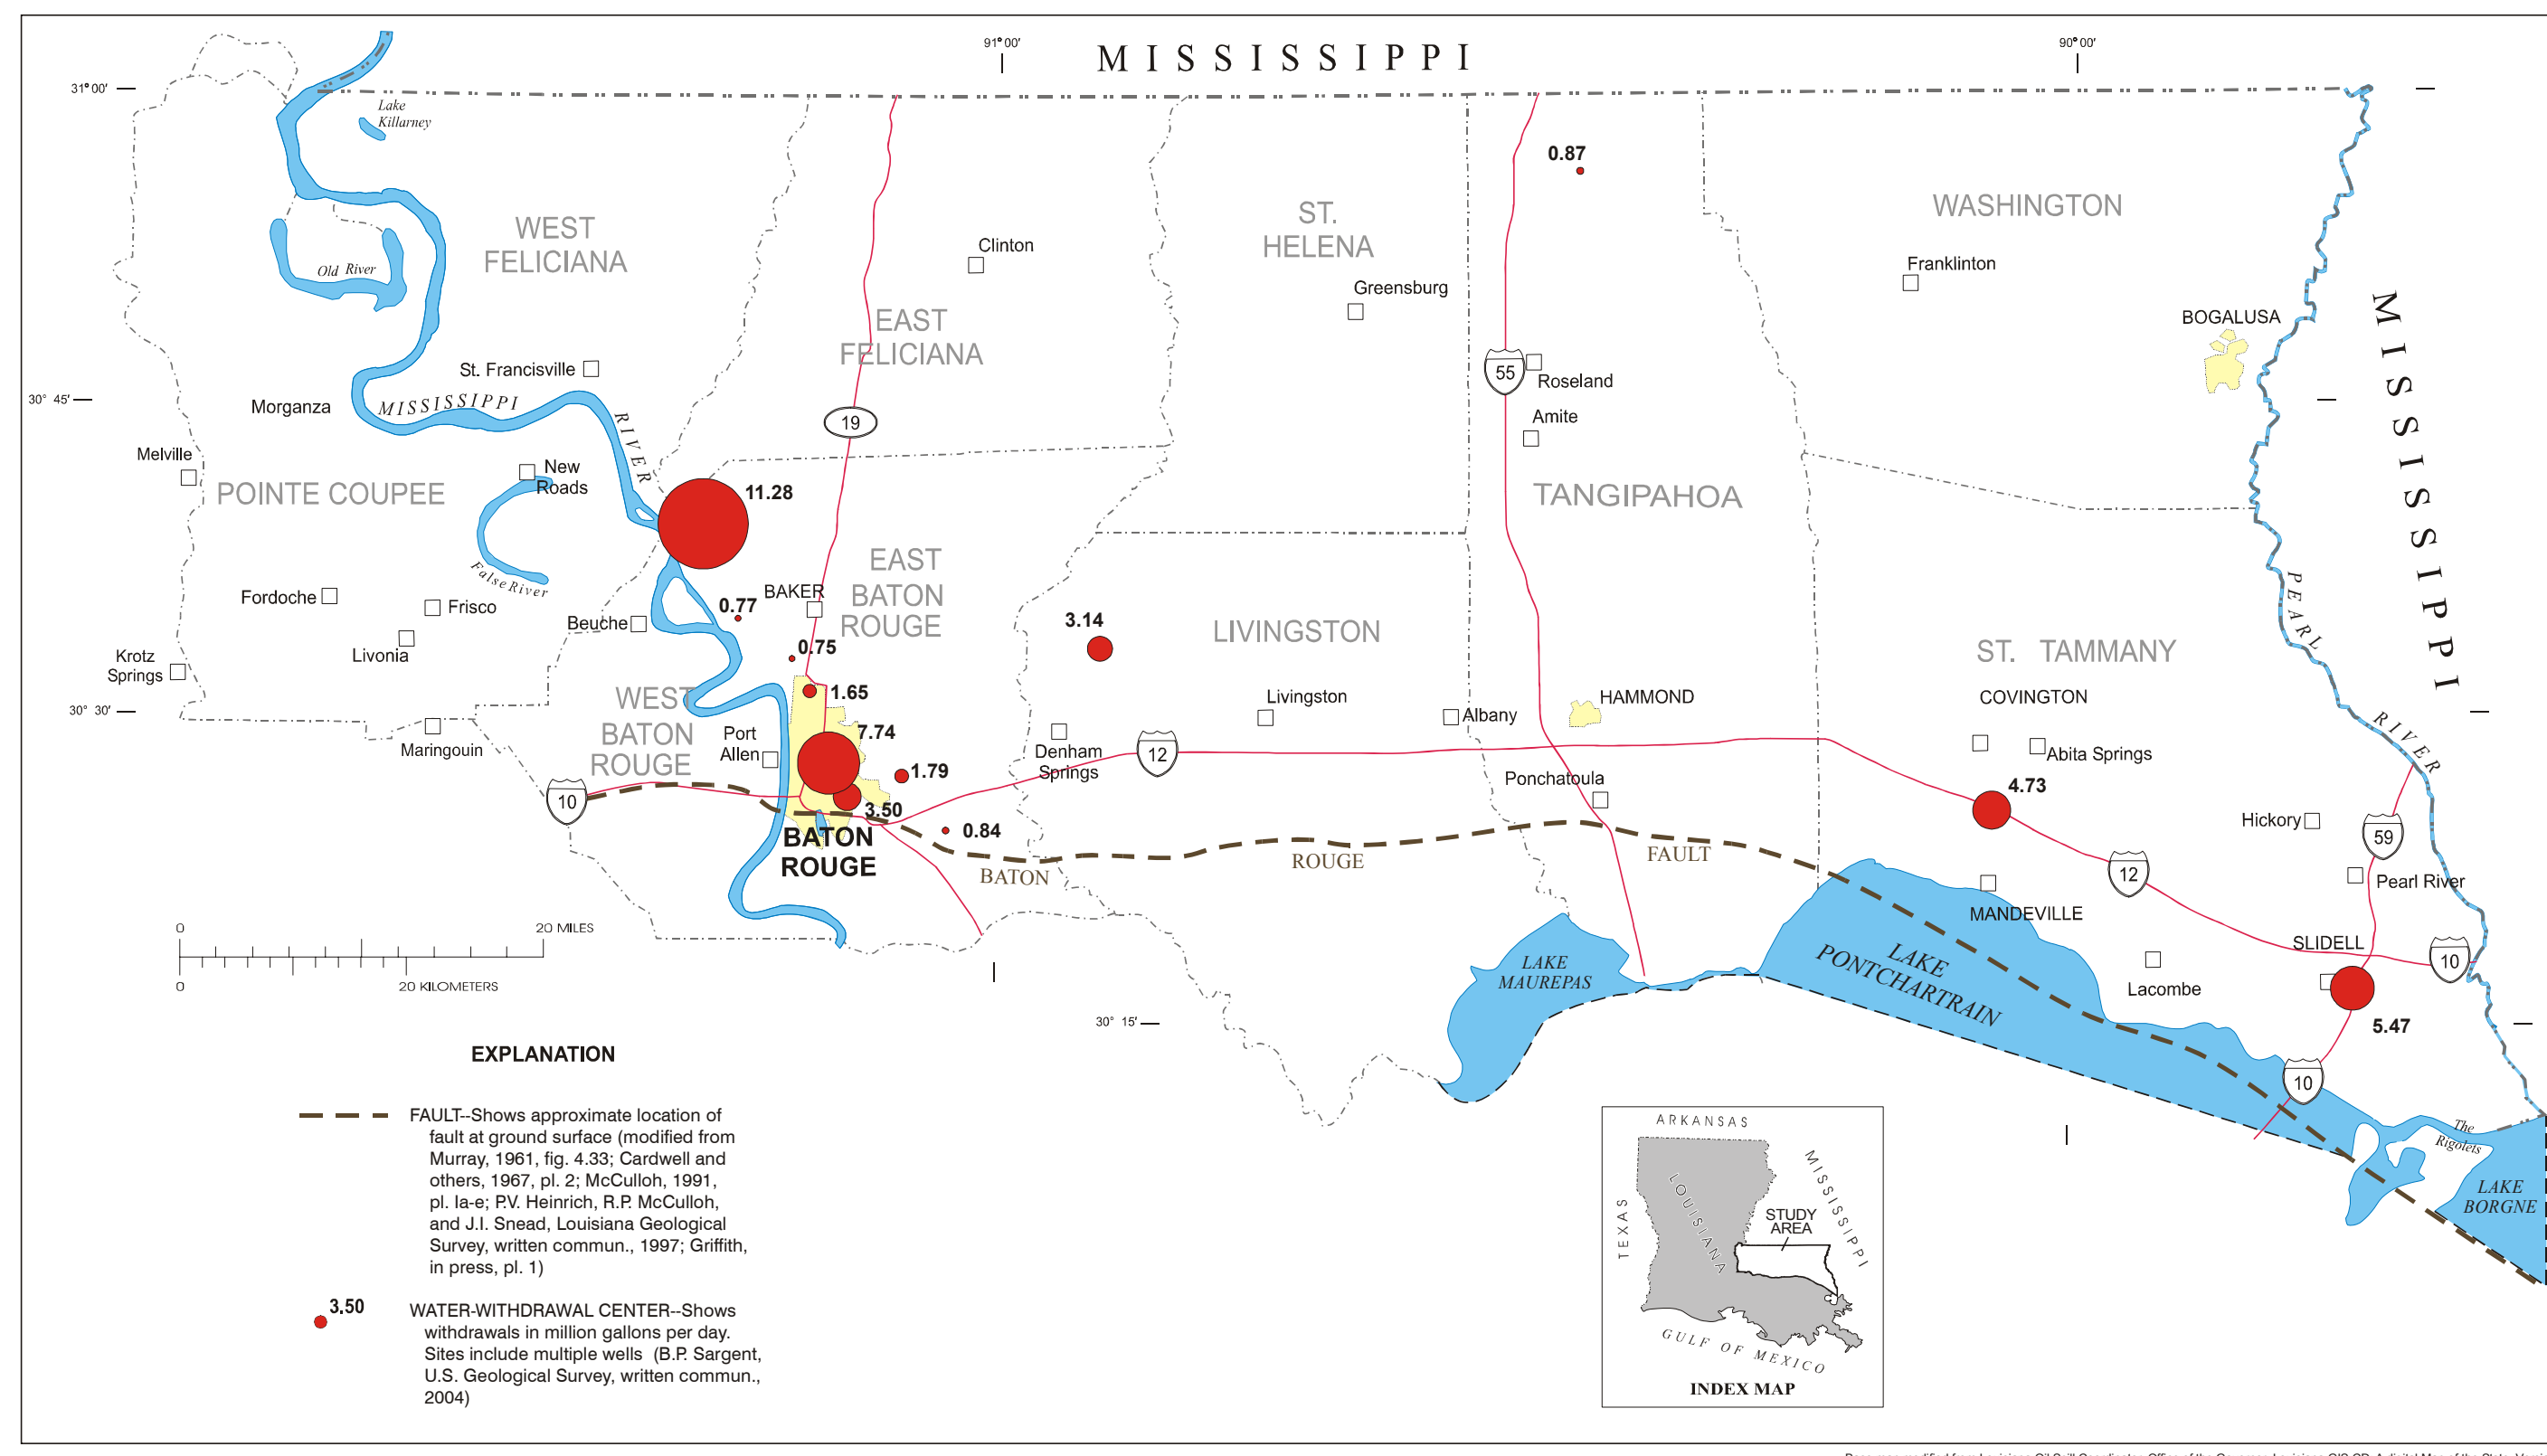 91° 00′
MISSISSIPPI
90° 00′
31° 00′
Lake
Killarney
0.87
WEST
FELICIANA
ST.
HELENA
WASHINGTON
Clinton
Old River
Franklinton
Greensburg
EAST
FELICIANA
BOGALUSA
MISSISSIPPI
St. Francisville
55
Roseland
30° 45′
Morganza
MISSISSIPPI
RIVER
19
Amite
Melville
New
Roads
POINTE COUPEE
11.28
TANGIPAHOA
False River
EAST
BATON
ROUGE
BAKER
0.77
Fordoche
Frisco
Beuche
3.14
LIVINGSTON
PEARL
RIVER
Livonia
0.75
ST. TAMMANY
Krotz
Springs
WEST
BATON
ROUGE
1.65
Livingston
HAMMOND
COVINGTON
30° 30′
Albany
Maringouin
Port
Allen
7.74
Denham
Springs
12
Abita Springs
1.79
Ponchatoula
4.73
10
3.50
0.84
Hickory
59
BATON
ROUGE
BATON
ROUGE
FAULT
12
Pearl River
MANDEVILLE
0
20 MILES
0
20 KILOMETERS
LAKE
MAUREPAS
LAKE
PONTCHARTRAIN
SLIDELL
10
Lacombe
30° 15′
5.47
10
The
Rigolets
LAKE
BORGNE
EXPLANATION
FAULT--Shows approximate location of
fault at ground surface (modified from
Murray, 1961, fig. 4.33; Cardwell and
others, 1967, pl. 2; McCulloh, 1991,
pl. Ia-e; P.V. Heinrich, R.P. McCulloh,
and J.I. Snead, Louisiana Geological
Survey, written commun., 1997; Griffith,
in press, pl. 1)
3.50
WATER-WITHDRAWAL CENTER--Shows
withdrawals in million gallons per day.
Sites include multiple wells (B.P. Sargent,
U.S. Geological Survey, written commun.,
2004)
ARKANSAS
MISSISSIPPI
LOUISIANA
TEXAS
STUDY
AREA
GULF OF MEXICO
INDEX MAP